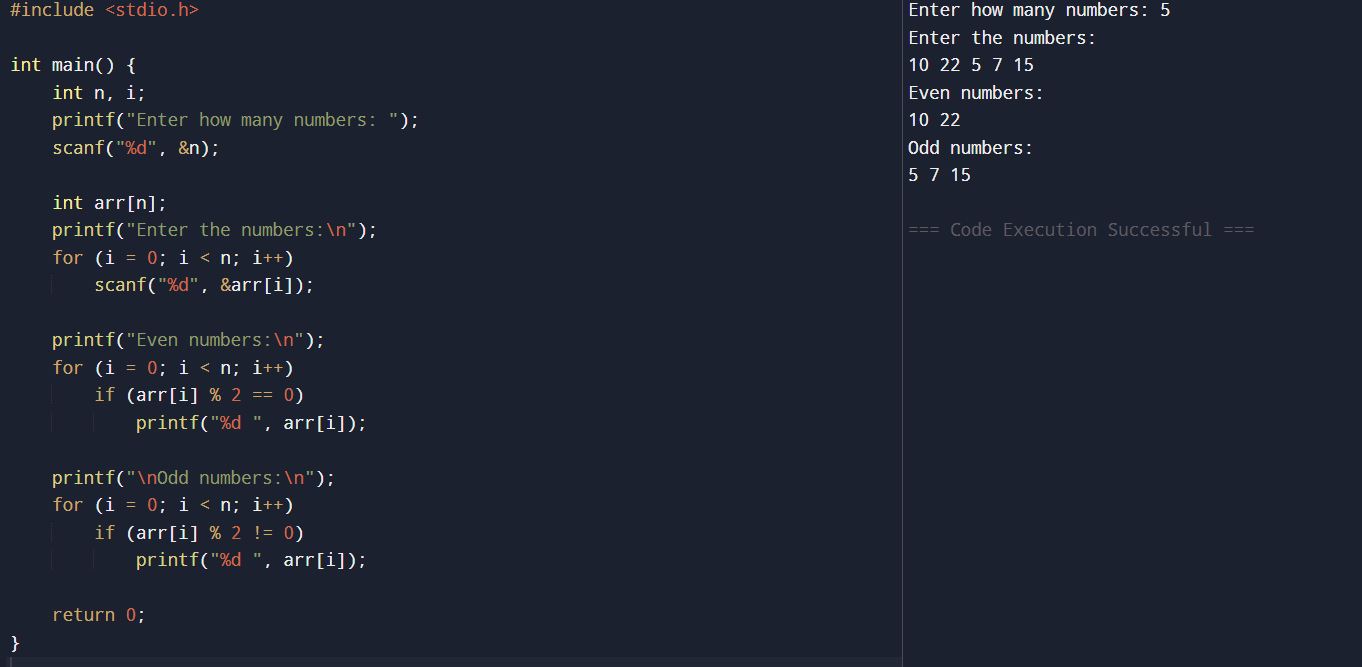 #include <stdio.h>
int main() {
    int n, i;
    printf("Enter how many numbers: ");
    scanf("%d", &n);
    int arr[n];
    printf("Enter the numbers:\n");
    for (i = 0; i < n; i++)
        scanf("%d", &arr[i]);
    printf("Even numbers:\n");
    for (i = 0; i < n; i++)
        if (arr[i] % 2 == 0)
            printf("%d ", arr[i]);
    printf("\nOdd numbers:\n");
    for (i = 0; i < n; i++)
        if (arr[i] % 2 != 0)
            printf("%d ", arr[i]);
    return 0;
}
Enter how many numbers: 5
Enter the numbers:
10 22 5 7 15
Even numbers:
10 22
Odd numbers:
5 7 15
=== Code Execution Successful ===